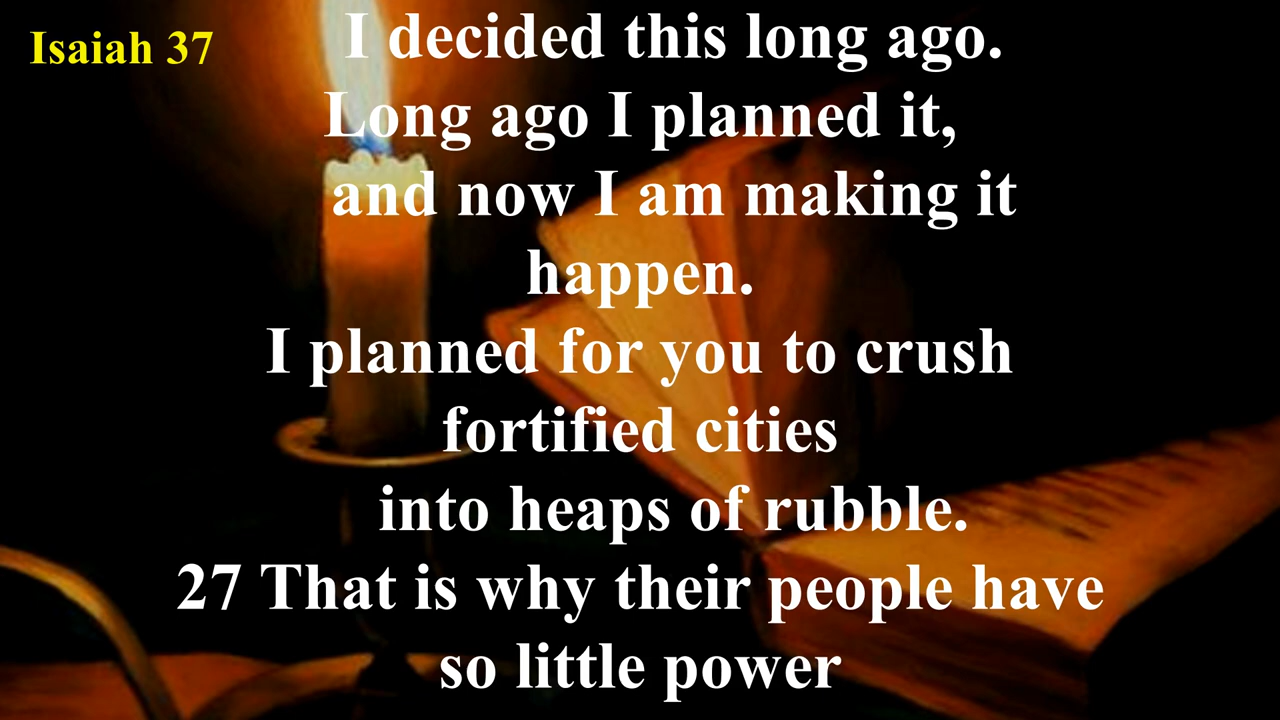 Isaiah 37
I decided this long ago.
Long ago I planned it,
and now I am making it
happen.
I planned for you to crush
fortified cities
into heaps of rubble.
27 That is why their people have
so little power